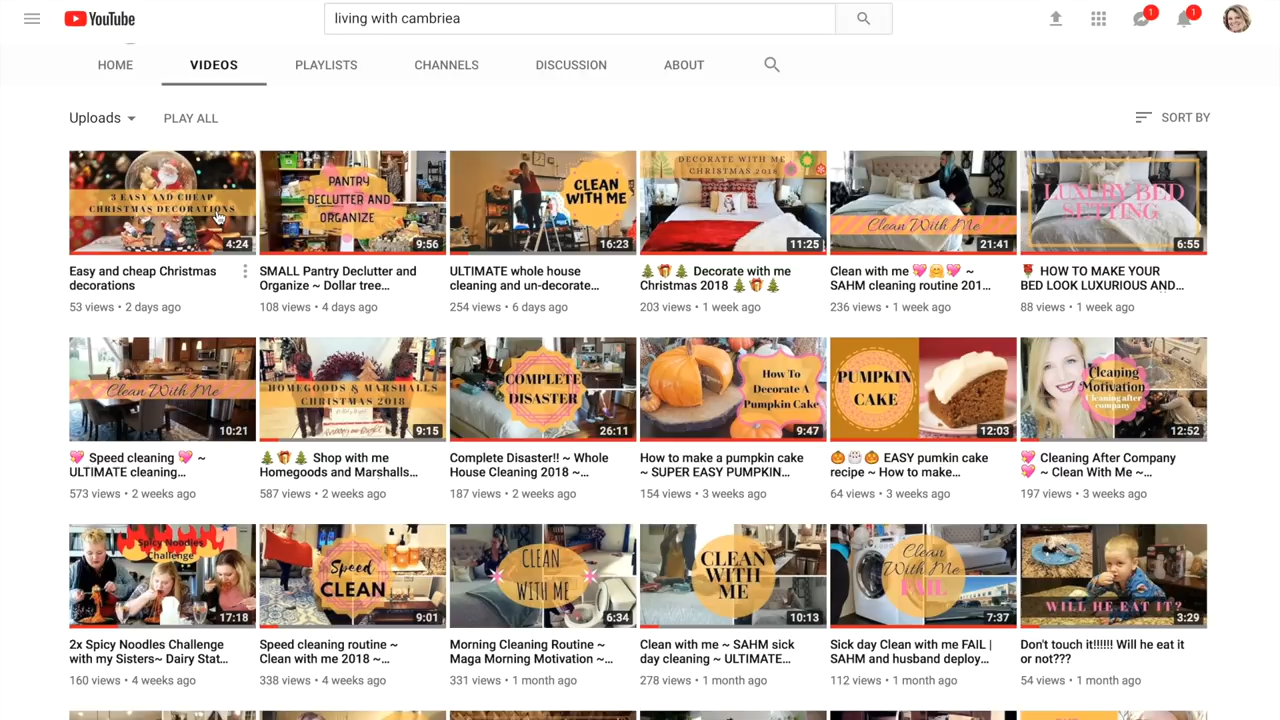 YouTube
living with cambriea
1
1
HOME
VIDEOS
PLAYLISTS
CHANNELS
DISCUSSION
ABOUT
Uploads
PLAY ALL
SORT BY
3 EASY AND CHEAP
CHRISTMAS DECORATIONS
4:24
PANTRY
DECLUTTER AND
ORGANIZE
9:56
CLEAN
WITH ME
16:23
DECORATE WITH ME
CHRISTMAS 2018
11:25
Clean With Me
21:41
LUXURY BED
SETTING
6:55
Easy and cheap Christmas
decorations
53 views • 2 days ago
SMALL Pantry Declutter and
Organize ~ Dollar tree...
108 views • 4 days ago
ULTIMATE whole house
cleaning and un-decorate...
254 views • 6 days ago
🎄🎁🎄 Decorate with me
Christmas 2018 🎄🎁🎄
203 views • 1 week ago
Clean with me 💖🤗💖 ~
SAHM cleaning routine 201...
236 views • 1 week ago
🌹 HOW TO MAKE YOUR
BED LOOK LUXURIOUS AND...
88 views • 1 week ago
Clean With Me
10:21
HOMEGOODS & MARSHALLS
CHRISTMAS 2018
9:15
COMPLETE
DISASTER
26:11
How To
Decorate A
Pumpkin Cake
9:47
PUMPKIN
CAKE
12:03
Cleaning
Motivation
Cleaning after
company
12:52
💖 Speed cleaning 💖 ~
ULTIMATE cleaning...
573 views • 2 weeks ago
🎄🎁🎄 Shop with me
Homegoods and Marshalls...
587 views • 2 weeks ago
Complete Disaster!! ~ Whole
House Cleaning 2018 ~...
187 views • 2 weeks ago
How to make a pumpkin cake
~ SUPER EASY PUMPKIN...
154 views • 3 weeks ago
🎃⛄🎃 EASY pumkin cake
recipe ~ How to make...
64 views • 3 weeks ago
💖 Cleaning After Company
💖 ~ Clean With Me ~...
197 views • 3 weeks ago
Spicy Noodles
Challenge
17:18
Speed
CLEAN
9:01
CLEAN
WITH ME
6:34
CLEAN
WITH
ME
10:13
Clean
With Me
FAIL
7:37
WILL HE EAT IT?
3:29
2x Spicy Noodles Challenge
with my Sisters~ Dairy Stat...
160 views • 4 weeks ago
Speed cleaning routine ~
Clean with me 2018 ~...
338 views • 4 weeks ago
Morning Cleaning Routine ~
Maga Morning Motivation ~...
331 views • 1 month ago
Clean with me ~ SAHM sick
day cleaning ~ ULTIMATE...
278 views • 1 month ago
Sick day Clean with me FAIL |
SAHM and husband deploy...
112 views • 1 month ago
Don't touch it!!!!!! Will he eat it
or not???
54 views • 1 month ago